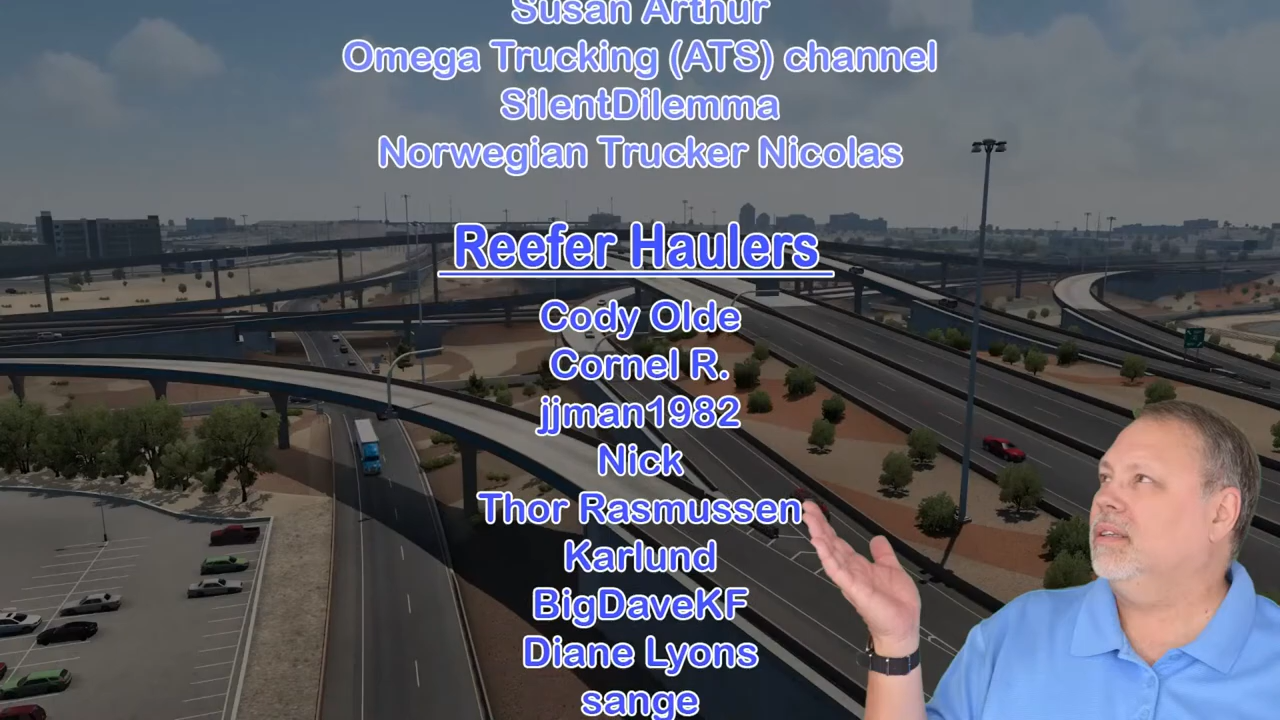 Susan Arthur
Omega Trucking (ATS) channel
SilentDilemma
Norwegian Trucker Nicolas
Reefer Haulers
Cody Olde
Cornel R.
jjman1982
Nick
Thor Rasmussen
Karlund
BigDaveKF
Diane Lyons
sange